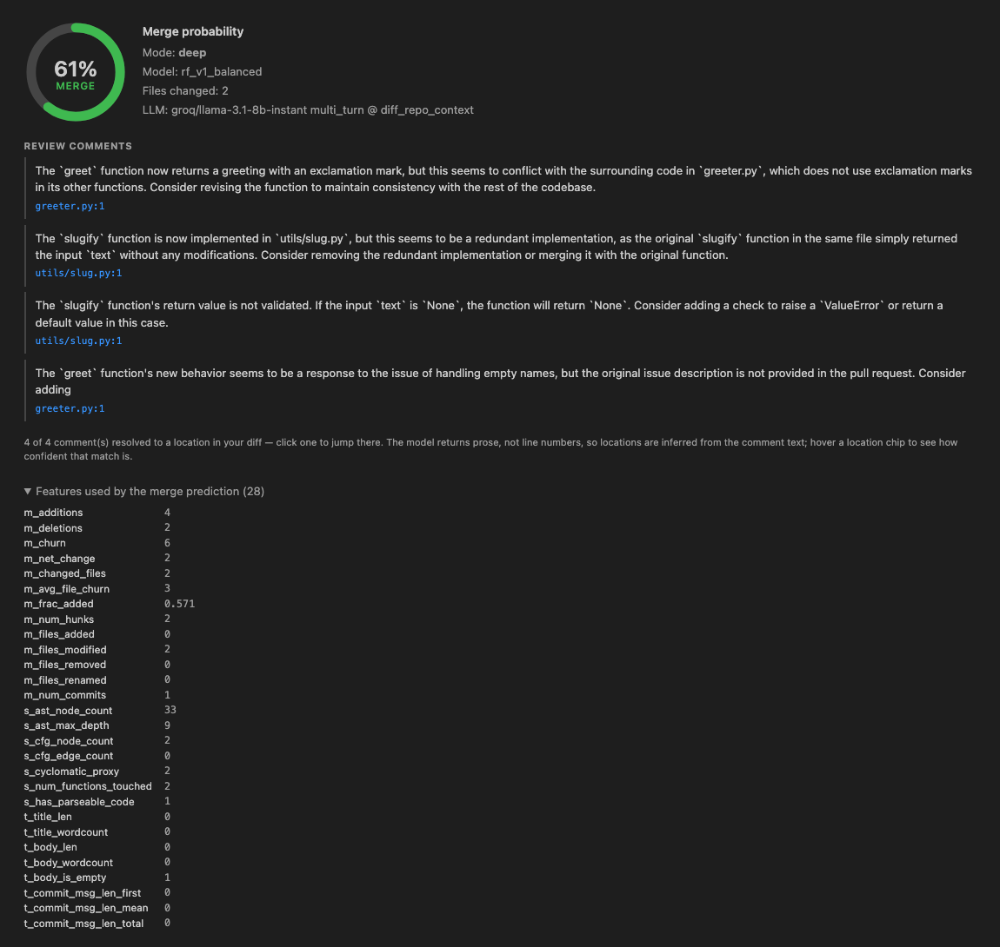 61%
MERGE
Merge probability
Mode: deep
Model: rf_v1_balanced
Files changed: 2
LLM: groq/llama-3.1-8b-instant multi_turn @ diff_repo_context
REVIEW COMMENTS
The `greet` function now returns a greeting with an exclamation mark, but this seems to conflict with the surrounding code in `greeter.py`, which does not use exclamation marks
in its other functions. Consider revising the function to maintain consistency with the rest of the codebase.
greeter.py:1
The `slugify` function is now implemented in `utils/slug.py`, but this seems to be a redundant implementation, as the original `slugify` function in the same file simply returned
the input `text` without any modifications. Consider removing the redundant implementation or merging it with the original function.
utils/slug.py:1
The `slugify` function's return value is not validated. If the input `text` is `None`, the function will return `None`. Consider adding a check to raise a `ValueError` or return a
default value in this case.
utils/slug.py:1
The `greet` function's new behavior seems to be a response to the issue of handling empty names, but the original issue description is not provided in the pull request. Consider
adding
greeter.py:1
4 of 4 comment(s) resolved to a location in your diff — click one to jump there. The model returns prose, not line numbers, so locations are inferred from the comment text; hover a location chip to see how
confident that match is.
▼ Features used by the merge prediction (28)
m_additions 4
m_deletions 2
m_churn 6
m_net_change 2
m_changed_files 2
m_avg_file_churn 3
m_frac_added 0.571
m_num_hunks 2
m_files_added 0
m_files_modified 2
m_files_removed 0
m_files_renamed 0
m_num_commits 1
s_ast_node_count 33
s_ast_max_depth 9
s_cfg_node_count 2
s_cfg_edge_count 0
s_cyclomatic_proxy 2
s_num_functions_touched 2
s_has_parseable_code 1
t_title_len 0
t_title_wordcount 0
t_body_len 0
t_body_wordcount 0
t_body_is_empty 1
t_commit_msg_len_first 0
t_commit_msg_len_mean 0
t_commit_msg_len_total 0